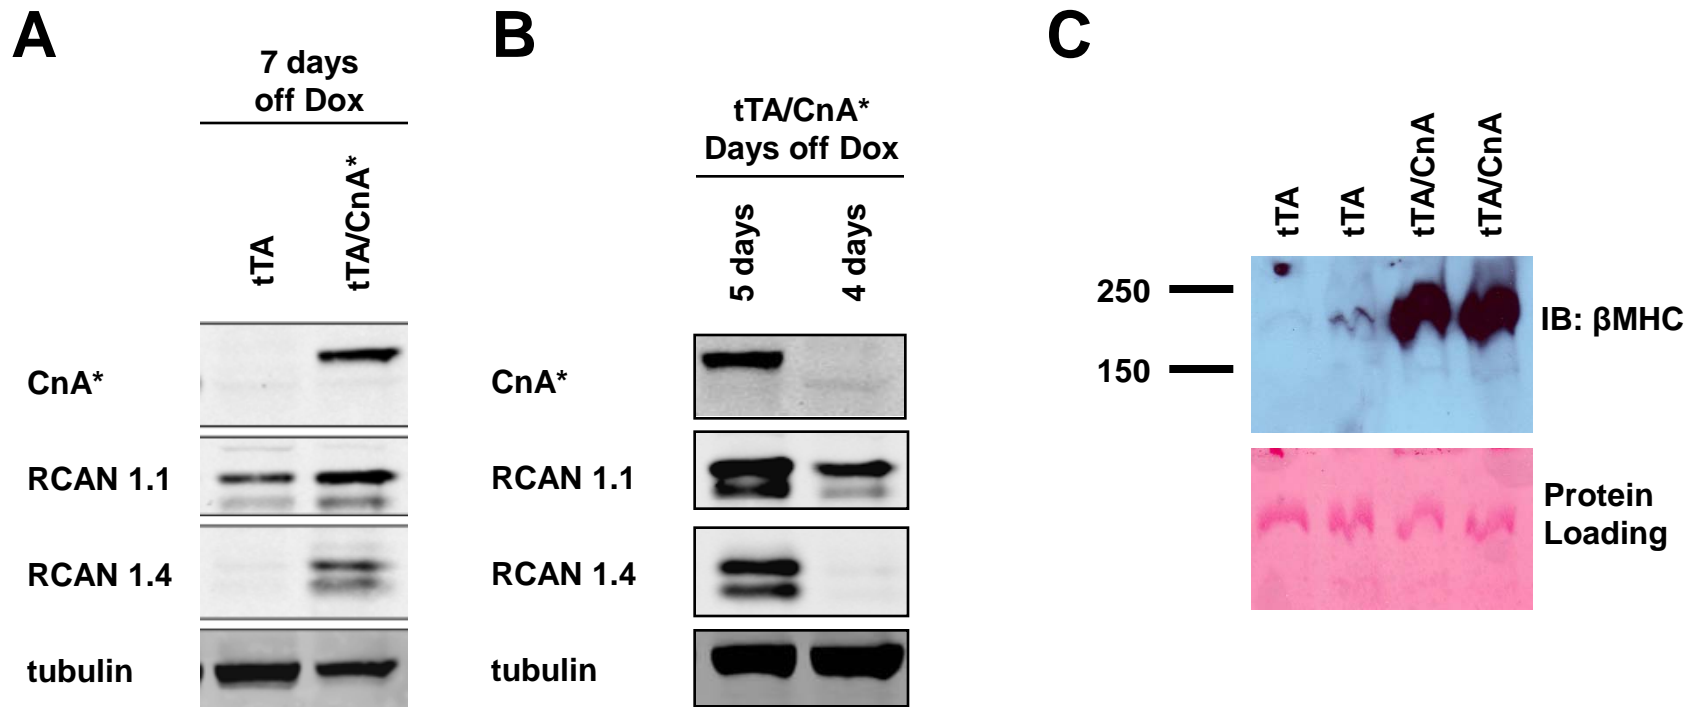 A
7 days
off Dox
tTA
tTA/CnA*
CnA*
RCAN 1.1
RCAN 1.4
tubulin
B
tTA/CnA*
Days off Dox
5 days
4 days
CnA*
RCAN 1.1
RCAN 1.4
tubulin
C
tTA
tTA
tTA/CnA
tTA/CnA
250
150
IB: βMHC
Protein
Loading